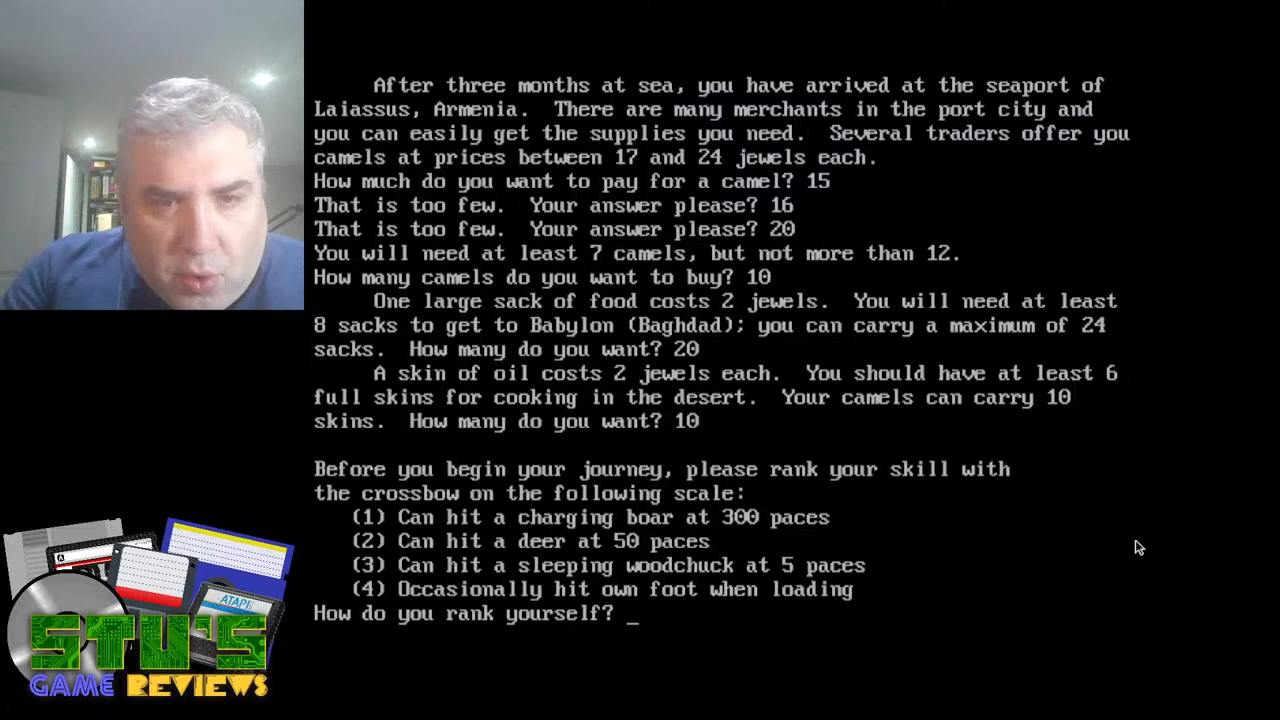 After three months at sea, you have arrived at the seaport of
Laiassus, Armenia. There are many merchants in the port city and
you can easily get the supplies you need. Several traders offer you
camels at prices between 17 and 24 jewels each.
How much do you want to pay for a camel? 15
That is too few. Your answer please? 16
That is too few. Your answer please? 20
You will need at least 7 camels, but not more than 12.
How many camels do you want to buy? 10
One large sack of food costs 2 jewels. You will need at least
8 sacks to get to Babylon (Baghdad); you can carry a maximum of 24
sacks. How many do you want? 20
A skin of oil costs 2 jewels each. You should have at least 6
full skins for cooking in the desert. Your camels can carry 10
skins. How many do you want? 10
Before you begin your journey, please rank your skill with
the crossbow on the following scale:
(1) Can hit a charging boar at 300 paces
(2) Can hit a deer at 50 paces
(3) Can hit a sleeping woodchuck at 5 paces
(4) Occasionally hit own foot when loading
How do you rank yourself? _
ATARI
STU'S
GAME REVIEWS